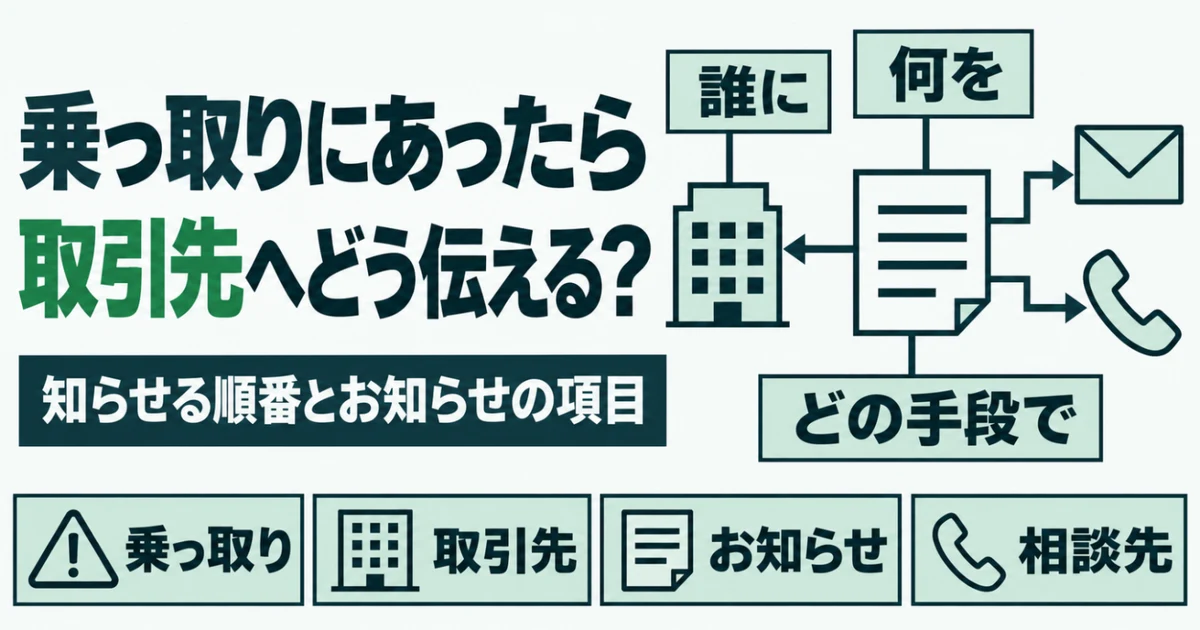 乗っ取りにあったら
取引先へどう伝える?
知らせる順番とお知らせの項目
誰に
何を
どの手段で
乗っ取り
取引先
お知らせ
相談先